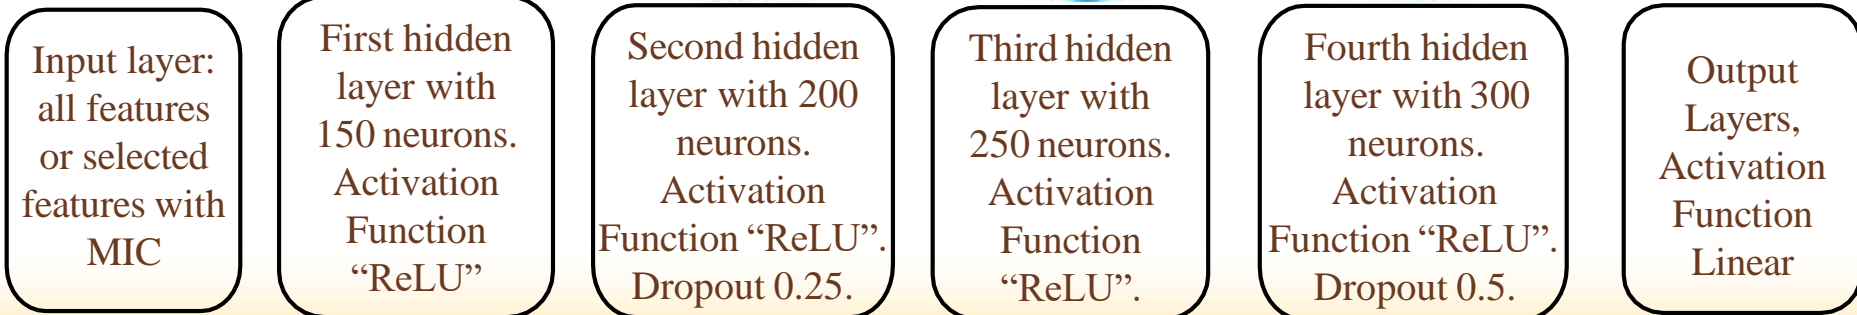 Input layer:
all features
or selected
features with
MIC
First hidden
layer with
150 neurons.
Activation
Function
“ReLU”
Second hidden
layer with 200
neurons.
Activation
Function “ReLU”.
Dropout 0.25.
Third hidden
layer with
250 neurons.
Activation
Function
“ReLU”.
Fourth hidden
layer with 300
neurons.
Activation
Function “ReLU”.
Dropout 0.5.
Output
Layers,
Activation
Function
Linear